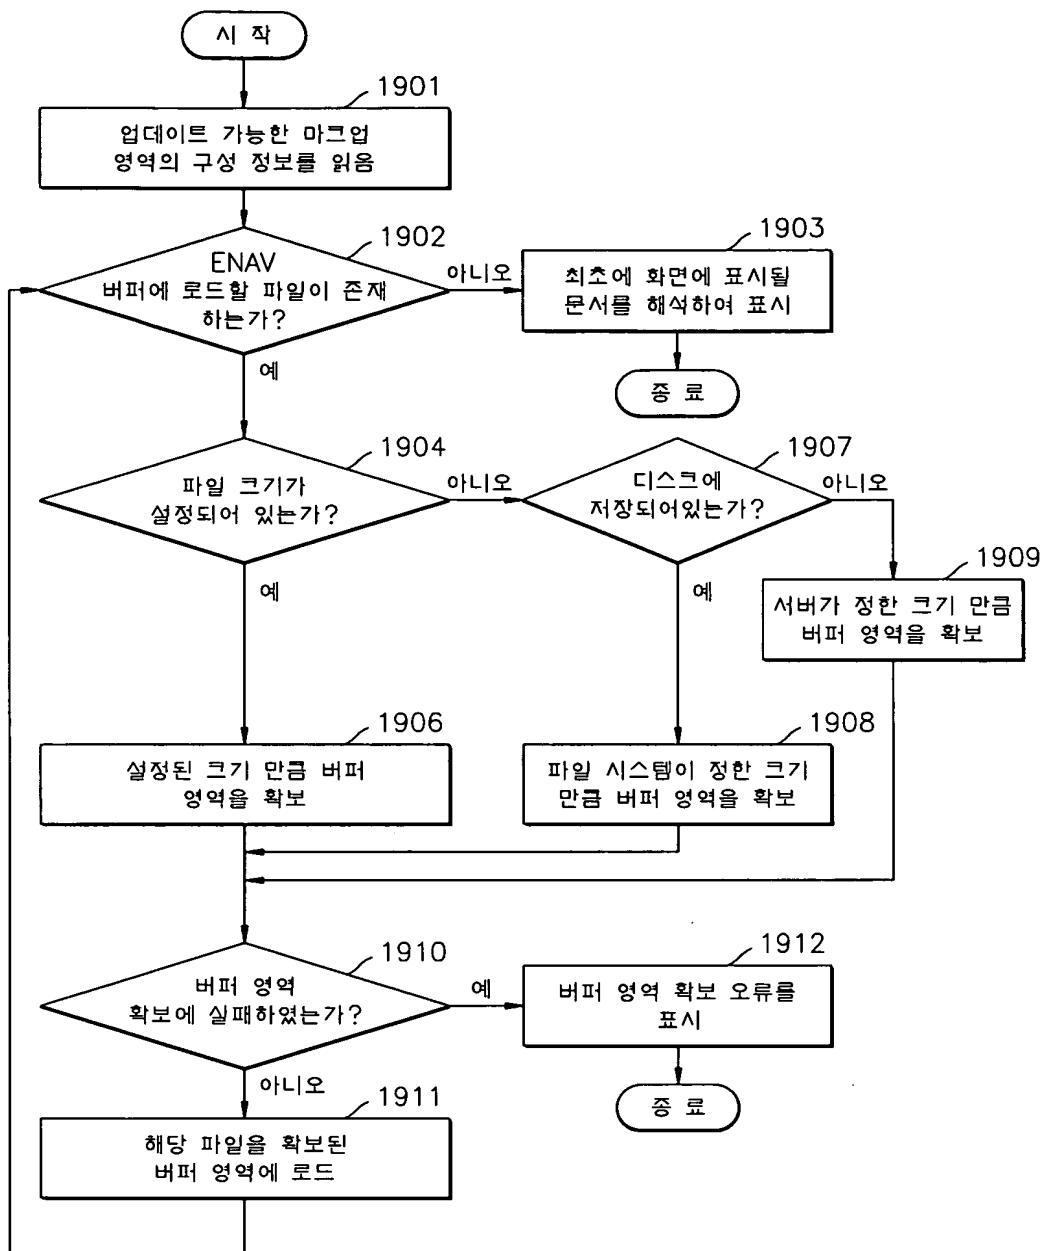 시 작
1901
업데이트 가능한 마크업
영역의 구성 정보를 읽음
1902
ENAV
버퍼에 로드할 파일이 존재
하는가?
아니오
1903
최초에 화면에 표시될
문서를 해석하여 표시
종 료
예
1904
파일 크기가
설정되어 있는가?
아니오
1907
디스크에
저장되어있는가?
아니오
예
예
1909
서버가 정한 크기 만큼
버퍼 영역을 확보
1906
설정된 크기 만큼 버퍼
영역을 확보
1908
파일 시스템이 정한 크기
만큼 버퍼 영역을 확보
1910
버퍼 영역
확보에 실패하였는가?
예
1912
버퍼 영역 확보 오류를
표시
종 료
아니오
1911
해당 파일을 확보된
버퍼 영역에 로드